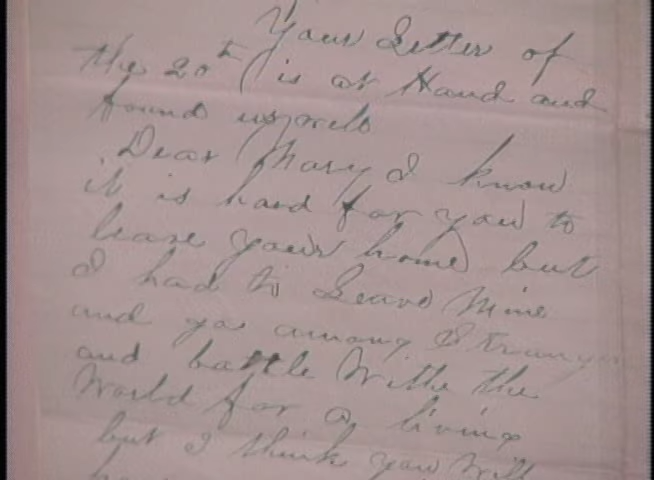 Your Letter of
the 20th is at Hand and
found us well
Dear Mary I know
it is hard for you to
leave your home but
I had to Leave Mine
and go among Stranger
and battle Withe the
World for a living
but I think you Will